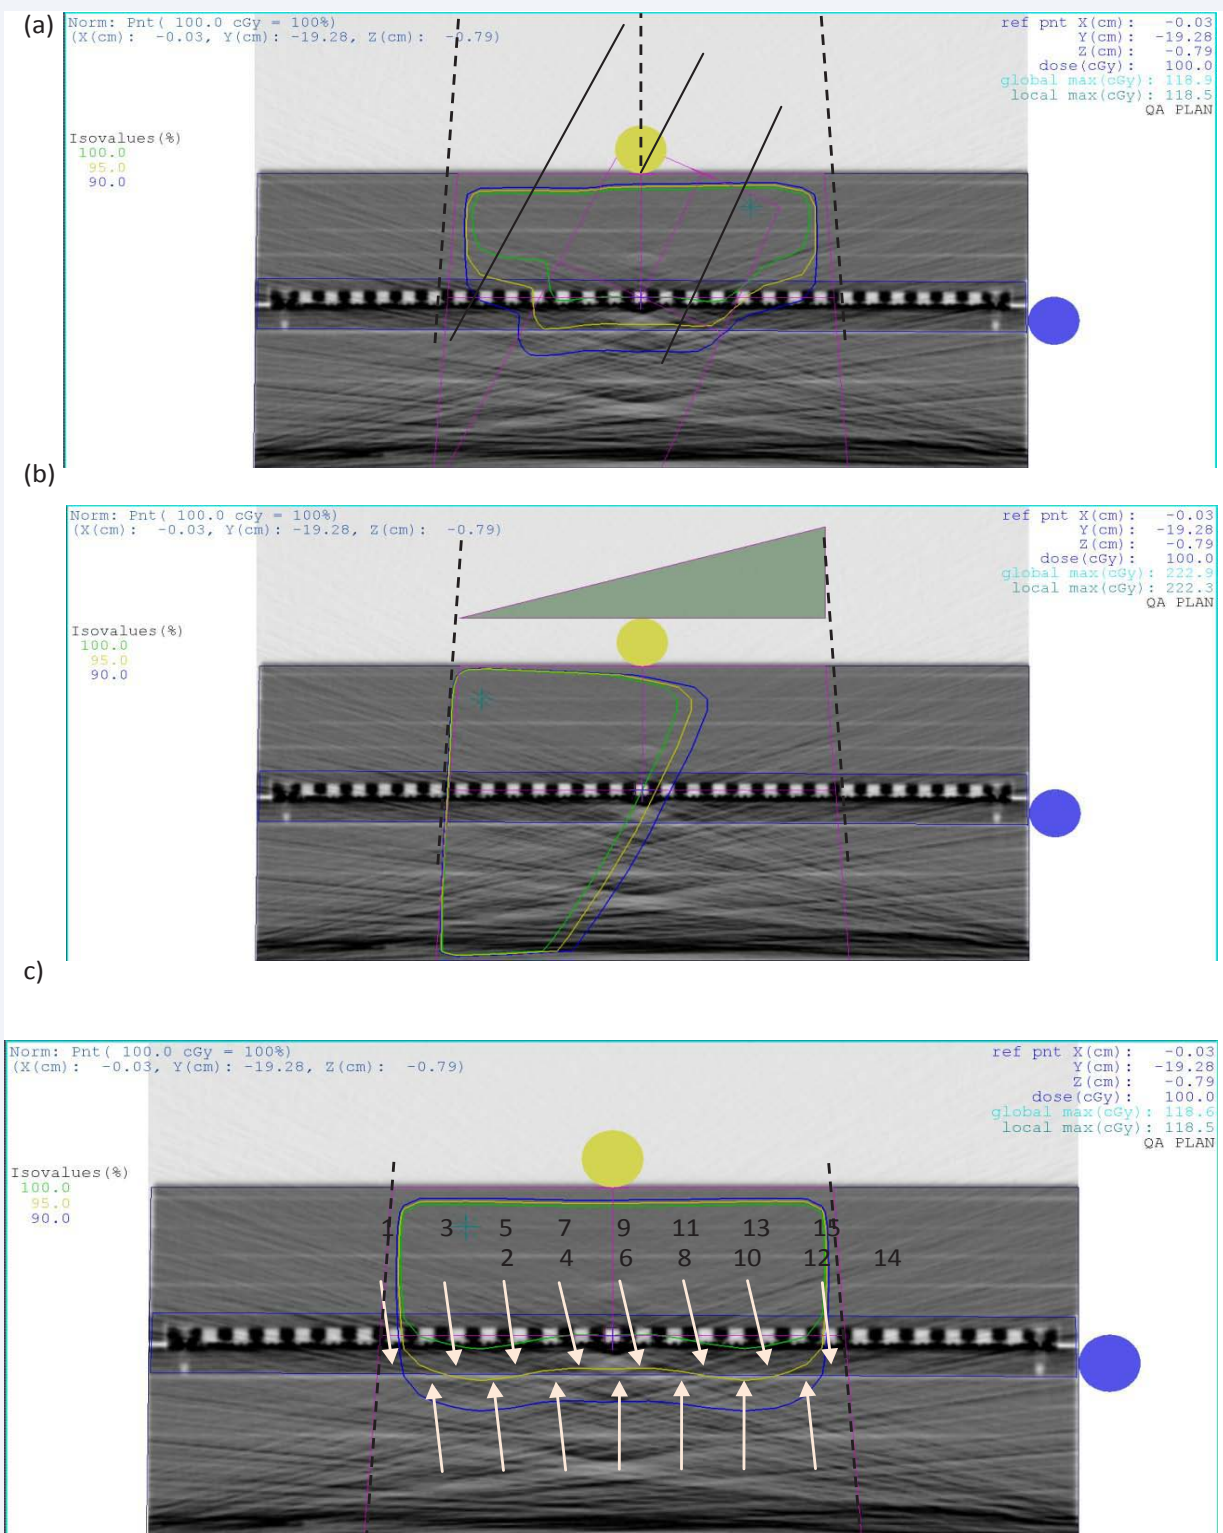 (a)
Norm: Pnt( 100.0 cGy = 100%)
(X(cm): -0.03, Y(cm): -19.28, Z(cm): -0.79)
ref pnt X(cm): -0.03
Y(cm): -19.28
Z(cm): -0.79
dose(cGy): 100.0
global max(cGy): 118.9
local max(cGy): 118.5
QA PLAN
Isovalues(%)
100.0
95.0
90.0
(b)
Norm: Pnt( 100.0 cGy = 100%)
(X(cm): -0.03, Y(cm): -19.28, Z(cm): -0.79)
ref pnt X(cm): -0.03
Y(cm): -19.28
Z(cm): -0.79
dose(cGy): 100.0
global max(cGy): 222.9
local max(cGy): 222.3
QA PLAN
Isovalues(%)
100.0
95.0
90.0
c)
Norm: Pnt( 100.0 cGy = 100%)
(X(cm): -0.03, Y(cm): -19.28, Z(cm): -0.79)
ref pnt X(cm): -0.03
Y(cm): -19.28
Z(cm): -0.79
dose(cGy): 100.0
global max(cGy): 118.6
local max(cGy): 118.5
QA PLAN
Isovalues(%)
100.0
95.0
90.0
1 3 5 7 9 11 13 15
2 4 6 8 10 12 14